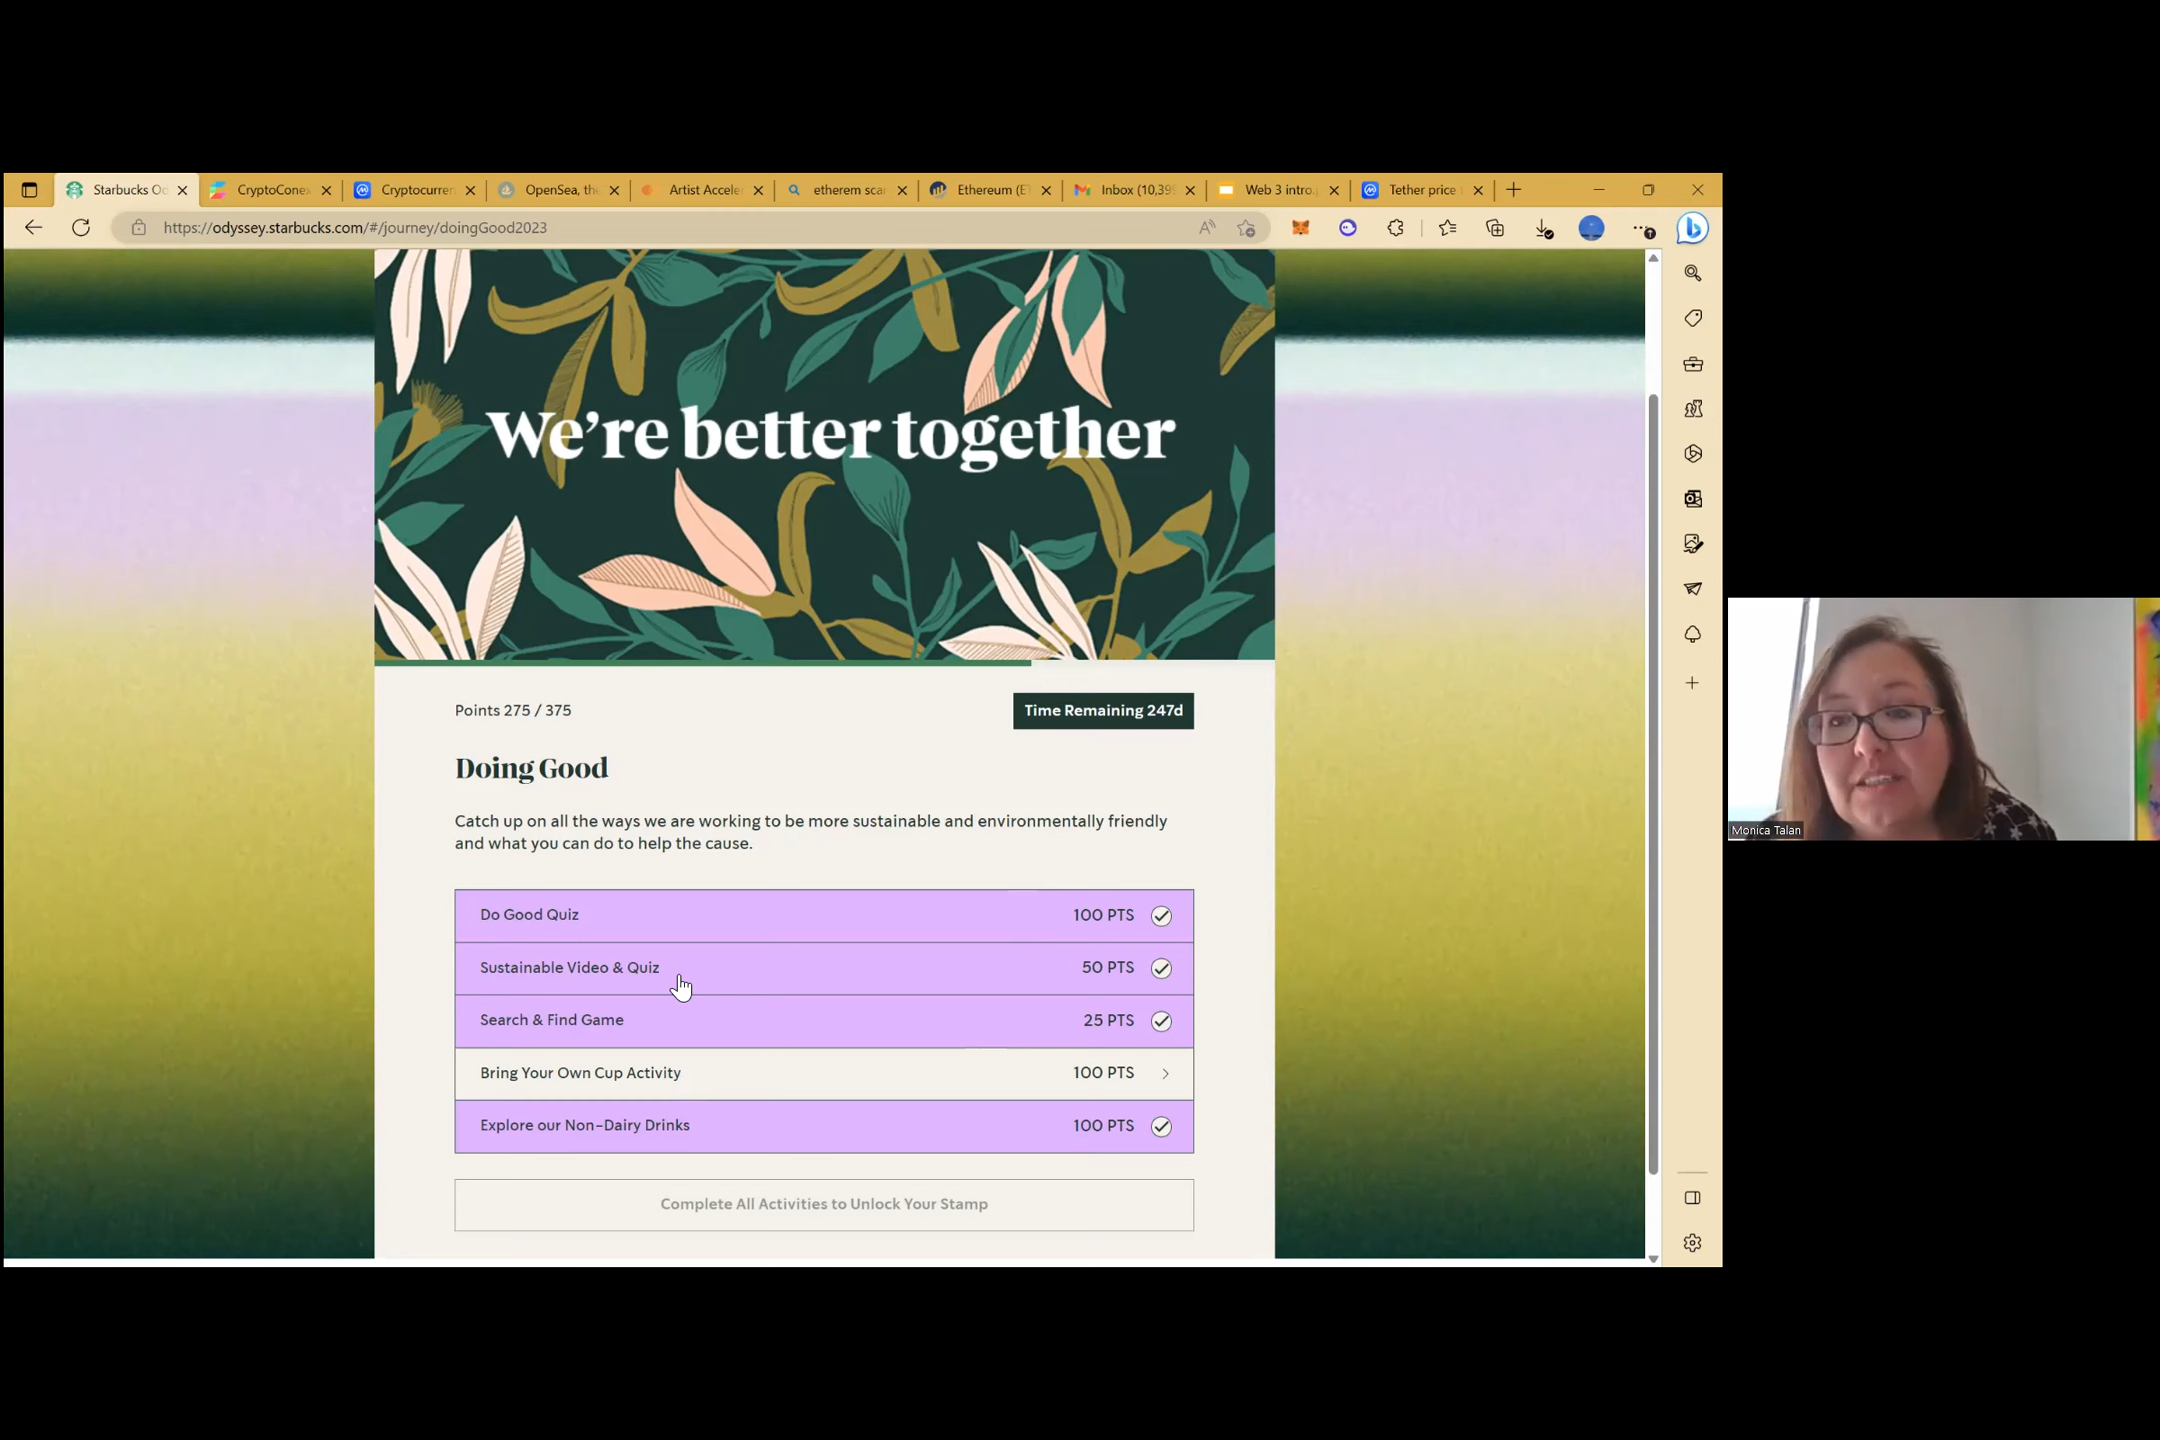 Starbucks Oc
CryptoCone
Cryptocurren
OpenSea, th
Artist Acceler
etherem scar
Ethereum (ET
Inbox (10,39
Web 3 intro.
Tether price
https://odyssey.starbucks.com/#/journey/doingGood2023
We're better together
Points 275 / 375
Time Remaining 247d
Doing Good
Catch up on all the ways we are working to be more sustainable and environmentally friendly
and what you can do to help the cause.
Do Good Quiz 100 PTS
Sustainable Video & Quiz 50 PTS
Search & Find Game 25 PTS
Bring Your Own Cup Activity 100 PTS
Explore our Non-Dairy Drinks 100 PTS
Complete All Activities to Unlock Your Stamp
Monica Talan